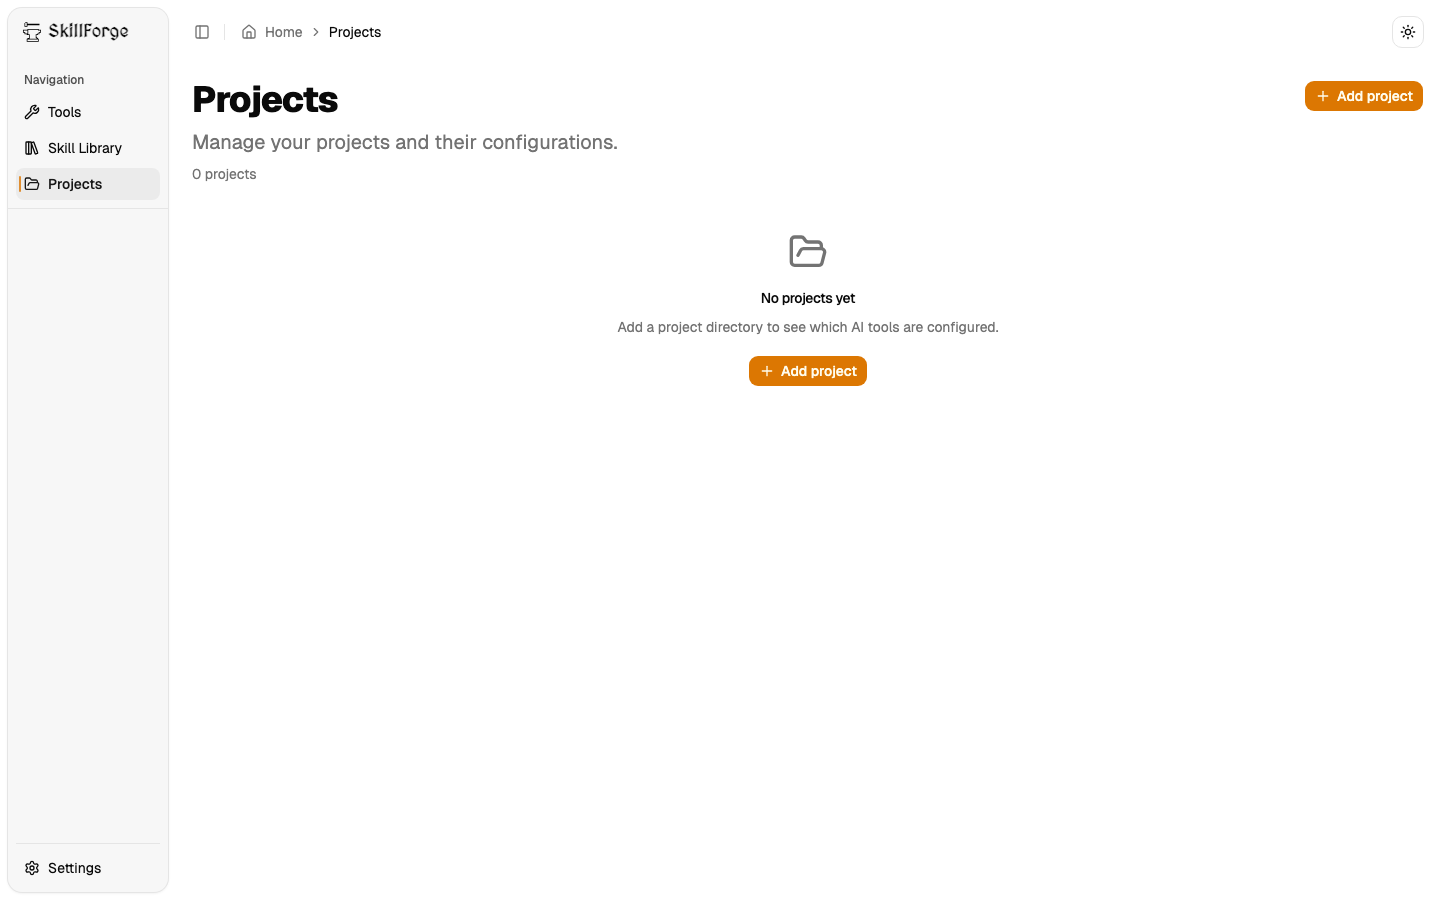 SkillForge
Navigation
Tools
Skill Library
Projects
Settings
Home > Projects
Projects
Add project
Manage your projects and their configurations.
0 projects
No projects yet
Add a project directory to see which AI tools are configured.
Add project